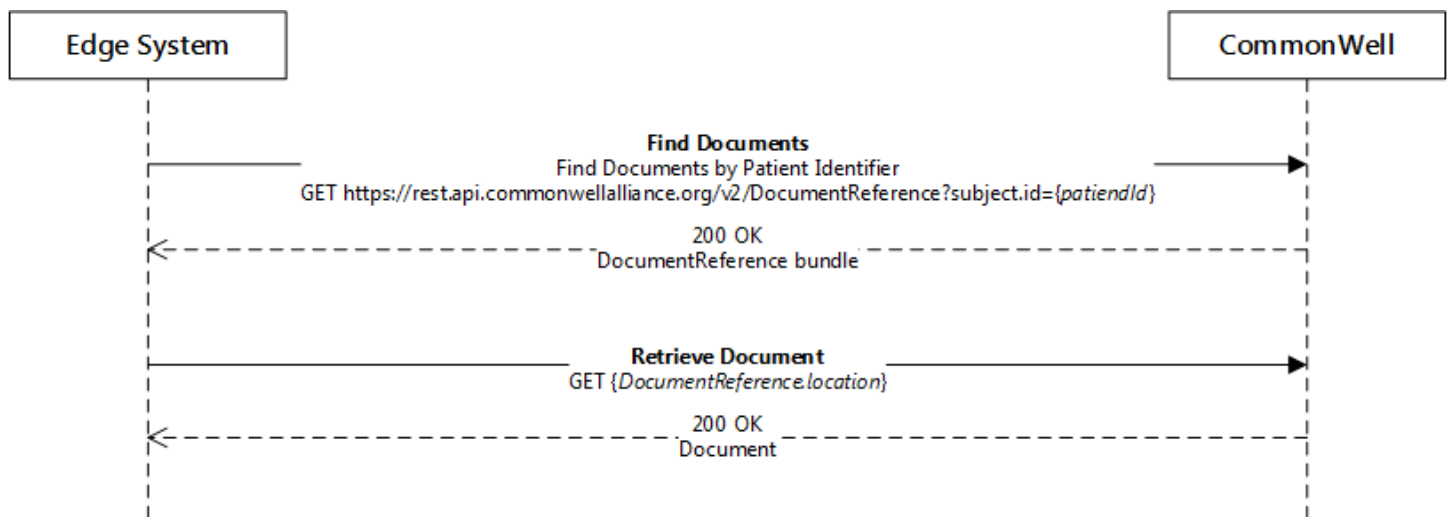 Edge System
CommonWell
Find Documents
Find Documents by Patient Identifier
GET https://rest.api.commonwellalliance.org/v2/DocumentReference?subject.id={patiendId}
200 OK
DocumentReference bundle
Retrieve Document
GET {DocumentReference.location}
200 OK
Document